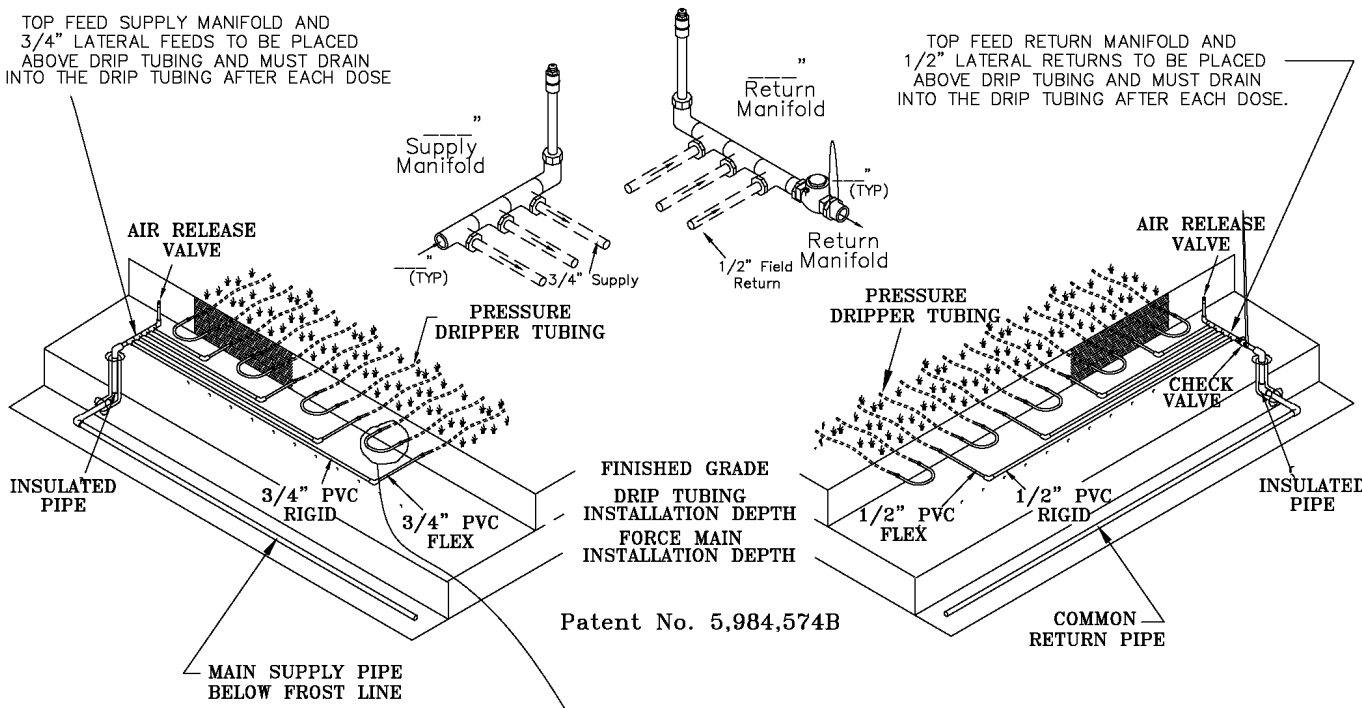 TOP FEED SUPPLY MANIFOLD AND
3/4" LATERAL FEEDS TO BE PLACED
ABOVE DRIP TUBING AND MUST DRAIN
INTO THE DRIP TUBING AFTER EACH DOSE
___"
Supply
Manifold
___"
(TYP)
3/4" Supply
___"
Return
Manifold
___"
(TYP)
Return
Manifold
1/2" Field
Return
TOP FEED RETURN MANIFOLD AND
1/2" LATERAL RETURNS TO BE PLACED
ABOVE DRIP TUBING AND MUST DRAIN
INTO THE DRIP TUBING AFTER EACH DOSE.
AIR RELEASE
VALVE
PRESSURE
DRIPPER TUBING
INSULATED
PIPE
3/4" PVC
RIGID
3/4" PVC
FLEX
MAIN SUPPLY PIPE
BELOW FROST LINE
FINISHED GRADE
DRIP TUBING
INSTALLATION DEPTH
FORCE MAIN
INSTALLATION DEPTH
Patent No. 5,984,574B
PRESSURE
DRIPPER TUBING
AIR RELEASE
VALVE
CHECK
VALVE
1/2" PVC
FLEX
1/2" PVC
RIGID
INSULATED
PIPE
COMMON
RETURN PIPE